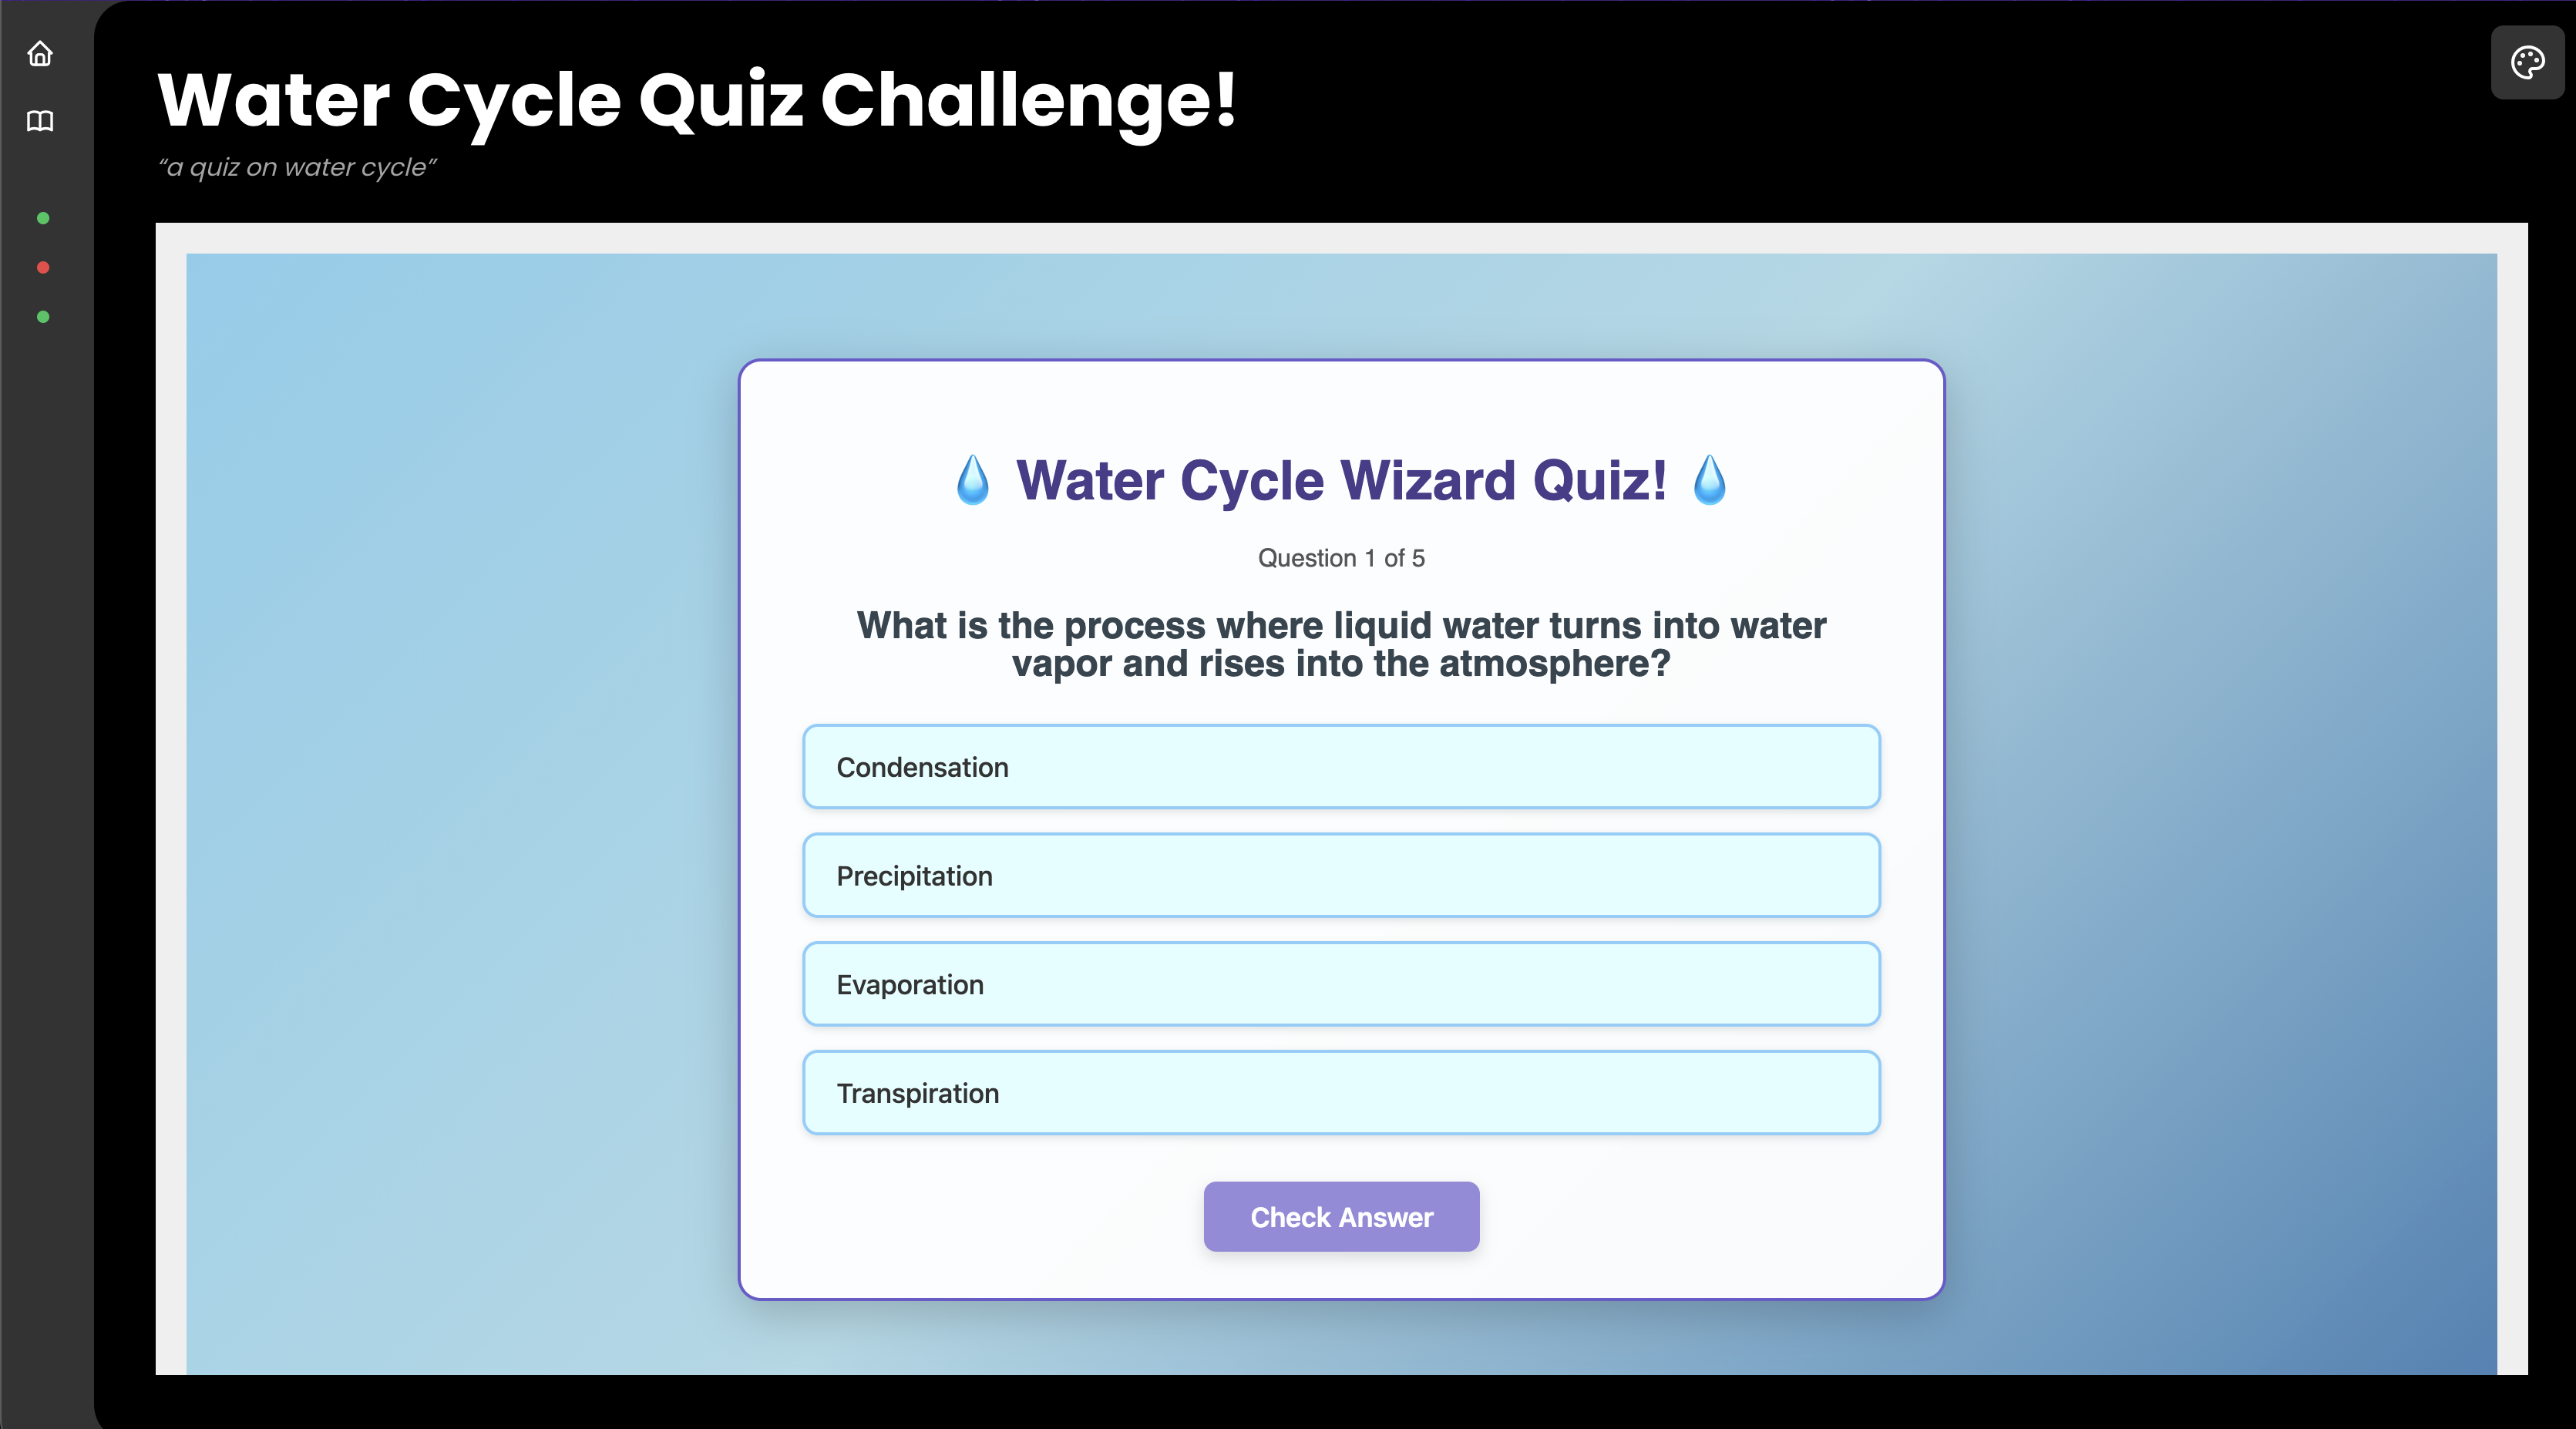 Water Cycle Quiz Challenge!
“a quiz on water cycle”
💧 Water Cycle Wizard Quiz! 💧
Question 1 of 5
What is the process where liquid water turns into water
vapor and rises into the atmosphere?
Condensation
Precipitation
Evaporation
Transpiration
Check Answer